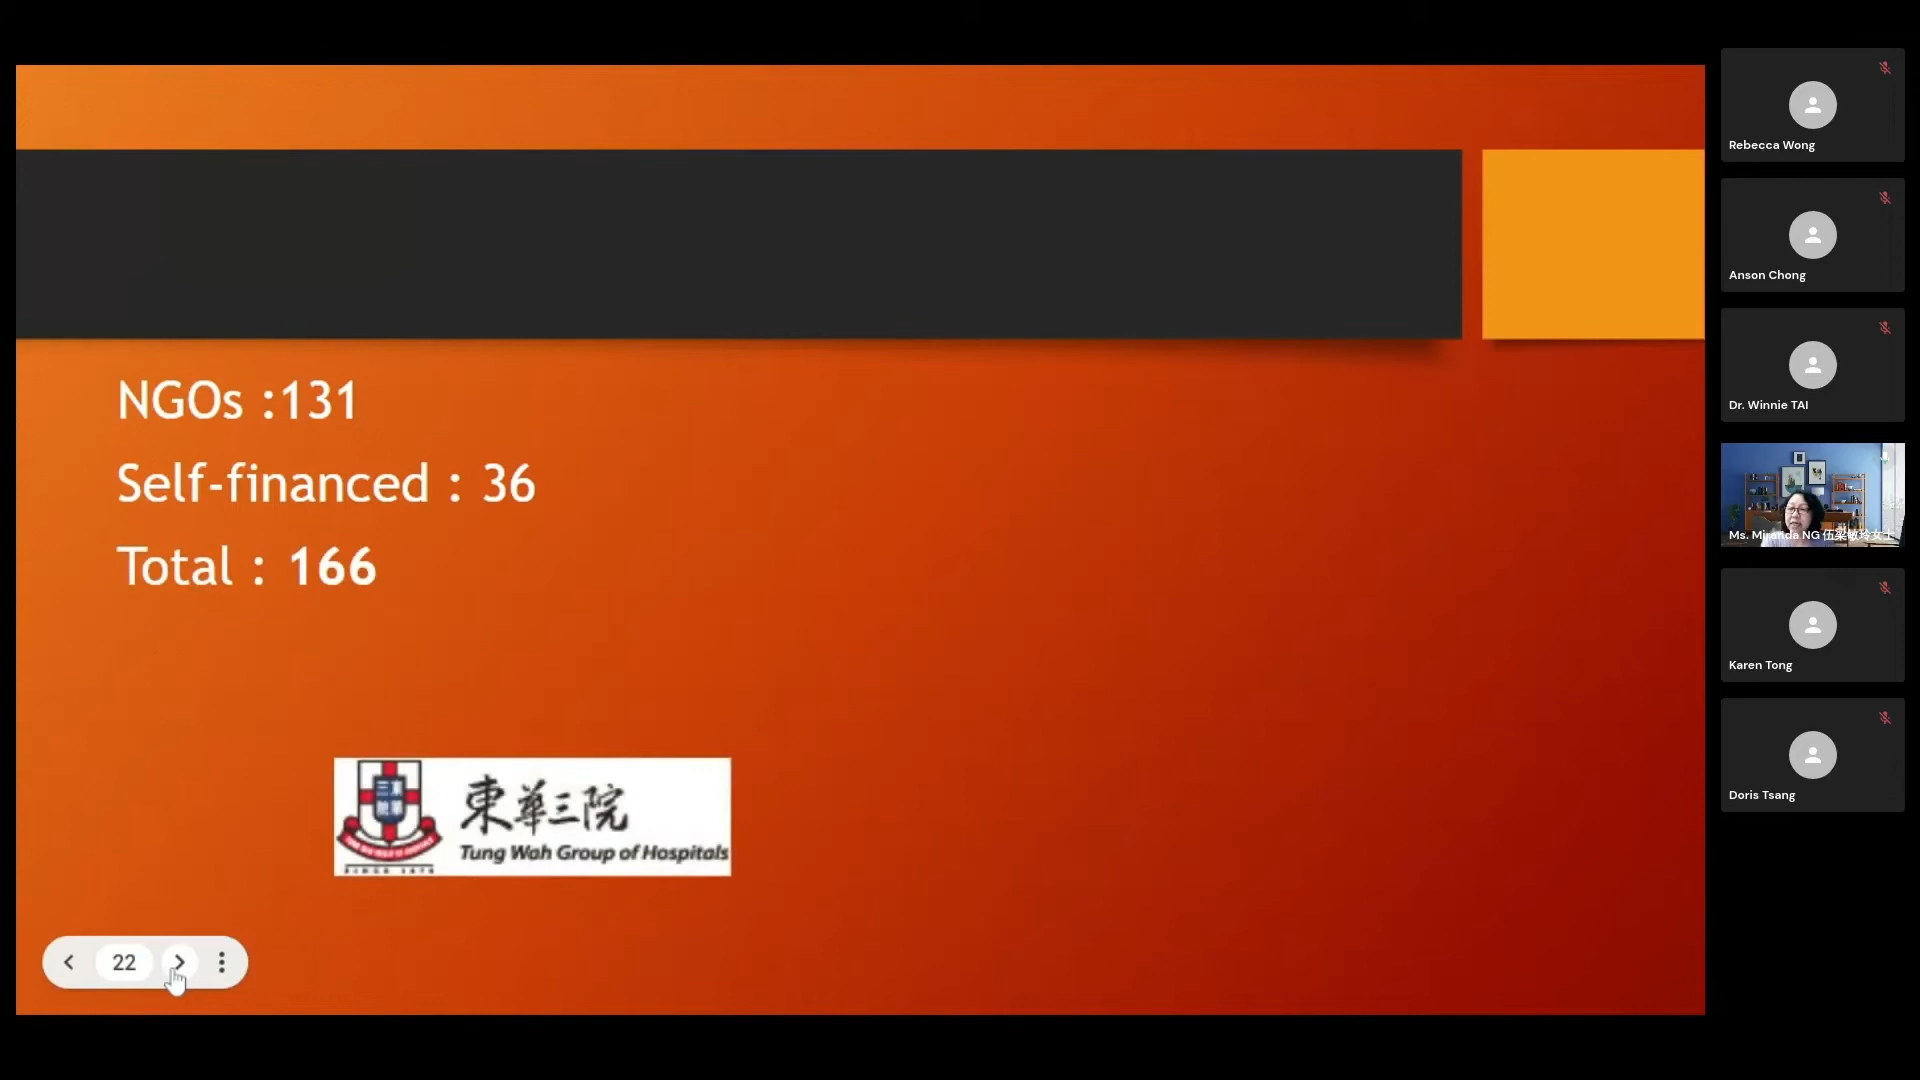 NGOs :131
Self-financed : 36
Total : 166
東華三院
Tung Wah Group of Hospitals
22
Rebecca Wong
Anson Chong
Dr. Winnie TAI
Ms. Miranda NG 伍梁敏玲女士
Karen Tong
Doris Tsang